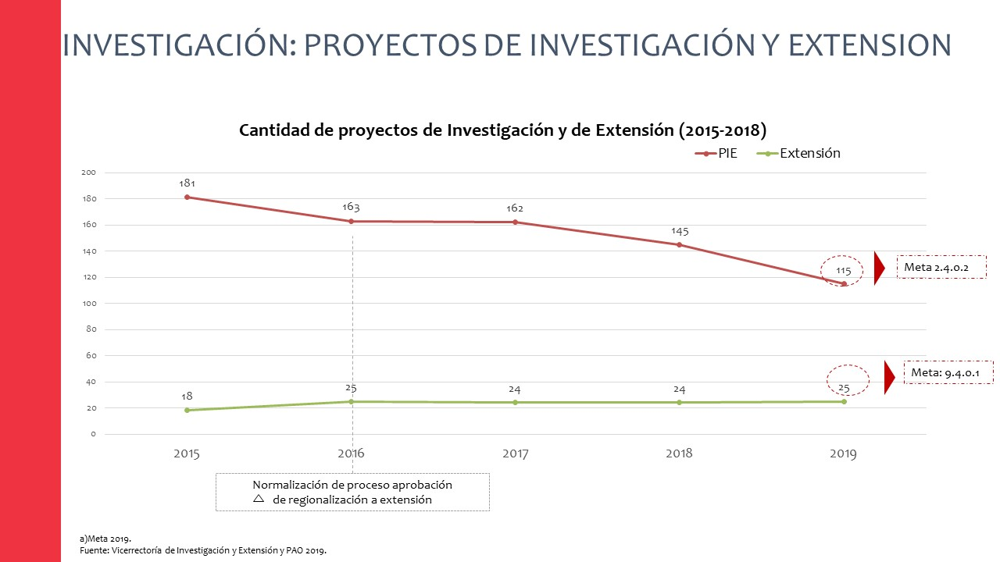 INVESTIGACIÓN: PROYECTOS DE INVESTIGACIÓN Y EXTENSION
Cantidad de proyectos de Investigación y de Extensión (2015-2018)
PIE
Extensión
200
180
160
140
120
100
80
60
40
20
0
181
163
162
145
115
18
25
24
24
25
Meta 2.4.0.2
Meta: 9.4.0.1
2015
2016
2017
2018
2019
Normalización de proceso aprobación
de regionalización a extensión
a)Meta 2019.
Fuente: Vicerrectoría de Investigación y Extensión y PAO 2019.